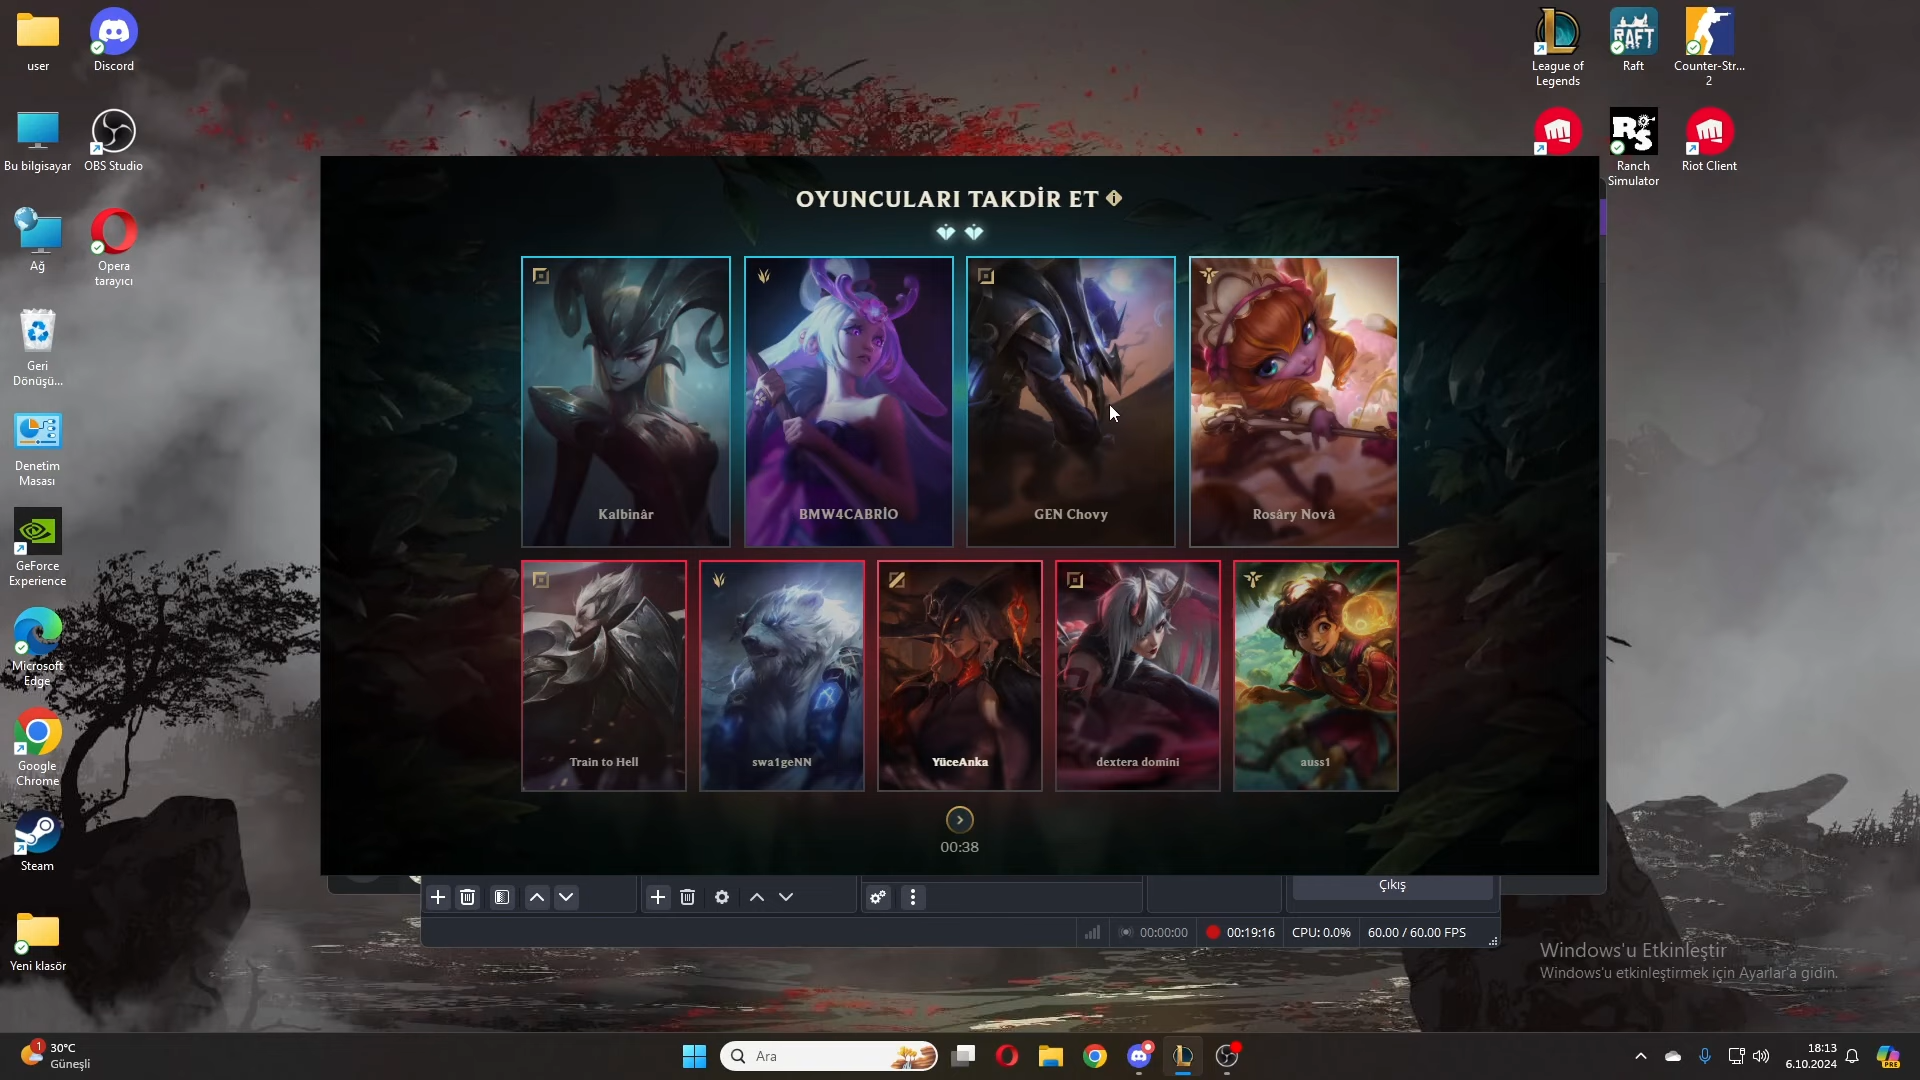 user
Discord
Bu bilgisayar
OBS Studio
Ağ
Opera
tarayıcı
Geri
Dönüşü...
Denetim
Masası
GeForce
Experience
Microsoft
Edge
Google
Chrome
Steam
Yeni klasör
League of
Legends
RAFT
Raft
Counter-Str...
2
RS
Ranch
Simulator
Riot Client
OYUNCULARI TAKDİR ET
Kalbinâr
BMW4CABRİO
GEN Chovy
Rosâry Novâ
Train to Hell
swa1geNN
YüceAnka
dextera domini
auss1
00:38
Çıkış
00:00:00
00:19:16
CPU: 0.0%
60.00 / 60.00 FPS
Windows'u Etkinleştir
Windows'u etkinleştirmek için Ayarlar'a gidin.
1
30°C
Güneşli
Ara
18:13
6.10.2024
PRE